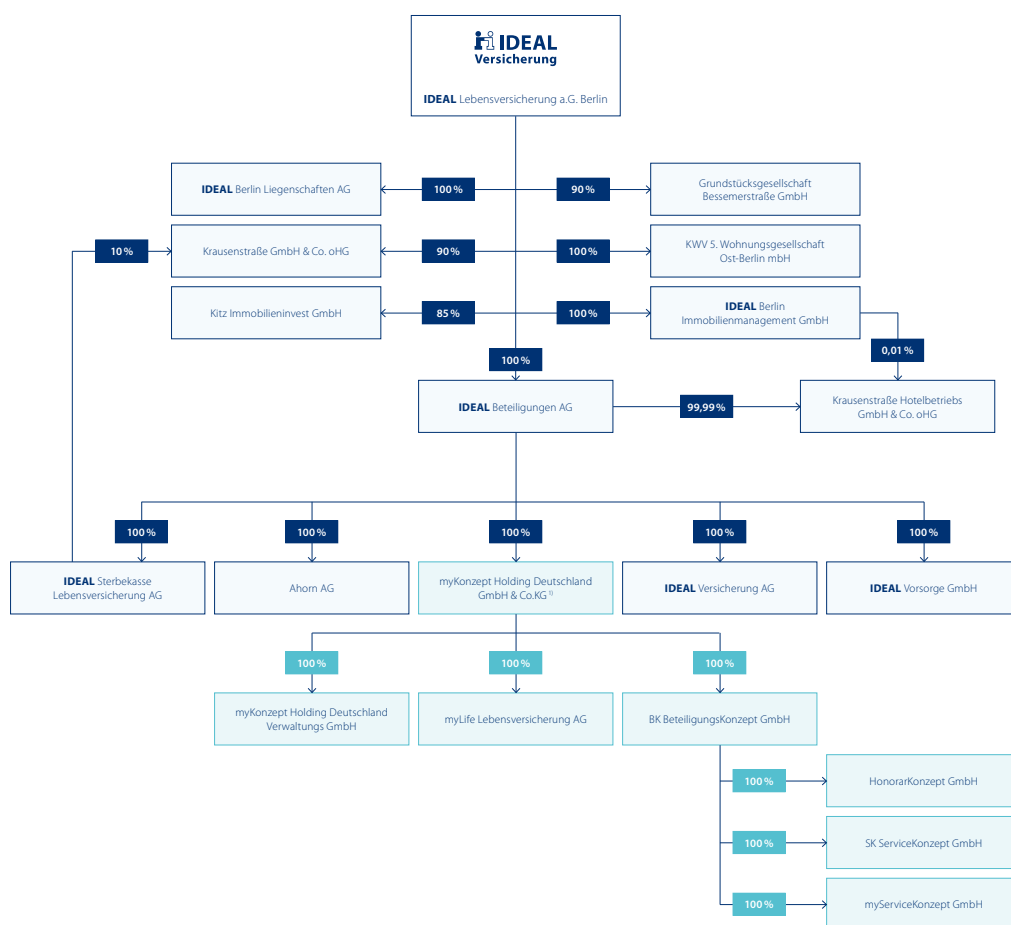 IDEAL
Versicherung
IDEAL Lebensversicherung a.G. Berlin
IDEAL Berlin Liegenschaften AG
100 %
90 %
Grundstücksgesellschaft
Bessemerstraße GmbH
10 %
Krausenstraße GmbH & Co. oHG
90 %
100 %
KWV 5. Wohnungsgesellschaft
Ost-Berlin mbH
Kitz Immobilieninvest GmbH
85 %
100 %
IDEAL Berlin
Immobilienmanagement GmbH
0,01 %
100 %
IDEAL Beteiligungen AG
99,99 %
Krausenstraße Hotelbetriebs
GmbH & Co. oHG
100 %
100 %
100 %
100 %
100 %
IDEAL Sterbekasse
Lebensversicherung AG
Ahorn AG
myKonzept Holding Deutschland
GmbH & Co.KG 1)
IDEAL Versicherung AG
IDEAL Vorsorge GmbH
100 %
100 %
100 %
myKonzept Holding Deutschland
Verwaltungs GmbH
myLife Lebensversicherung AG
BK BeteiligungsKonzept GmbH
100 %
HonorarKonzept GmbH
100 %
SK ServiceKonzept GmbH
100 %
myServiceKonzept GmbH